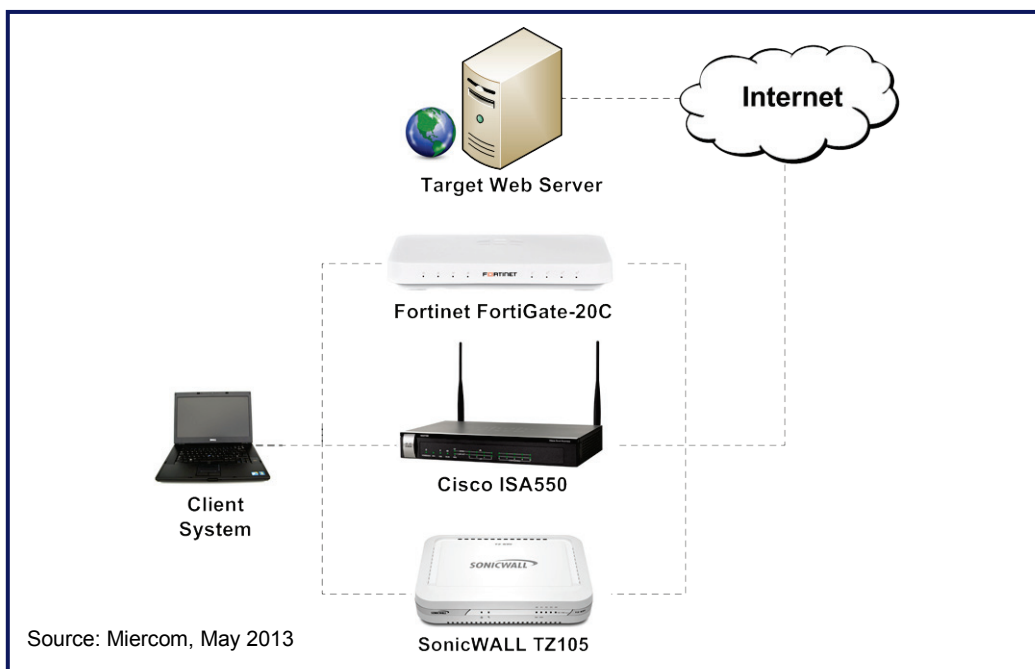 Internet
Target Web Server
FORTINET
Fortinet FortiGate-20C
Cisco ISA550
Client
System
SONICWALL
SonicWALL TZ105
Source: Miercom, May 2013